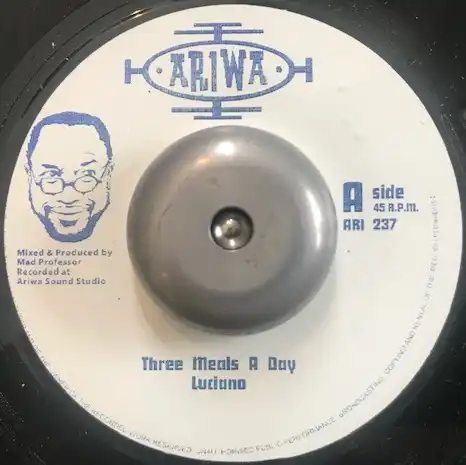 ARIWA
A side
45 R.P.M.
ARI 237
Mixed & Produced by
Mad Professor
Recorded at
Ariwa Sound Studio
Three Meals A Day
Luciano